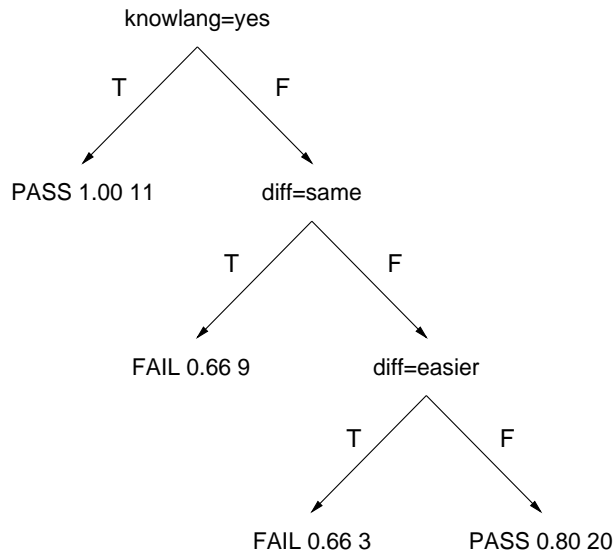 knowlang=yes
T
F
PASS 1.00 11
diff=same
T
F
FAIL 0.66 9
diff=easier
T
F
FAIL 0.66 3
PASS 0.80 20